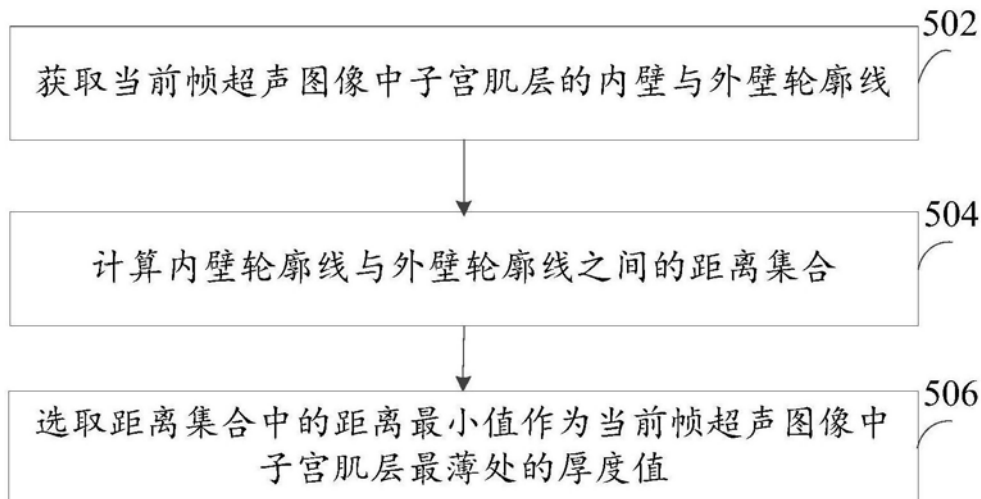 502
获取当前帧超声图像中子宫肌层的内壁与外壁轮廓线
504
计算内壁轮廓线与外壁轮廓线之间的距离集合
506
选取距离集合中的距离最小值作为当前帧超声图像中
子宫肌层最薄处的厚度值